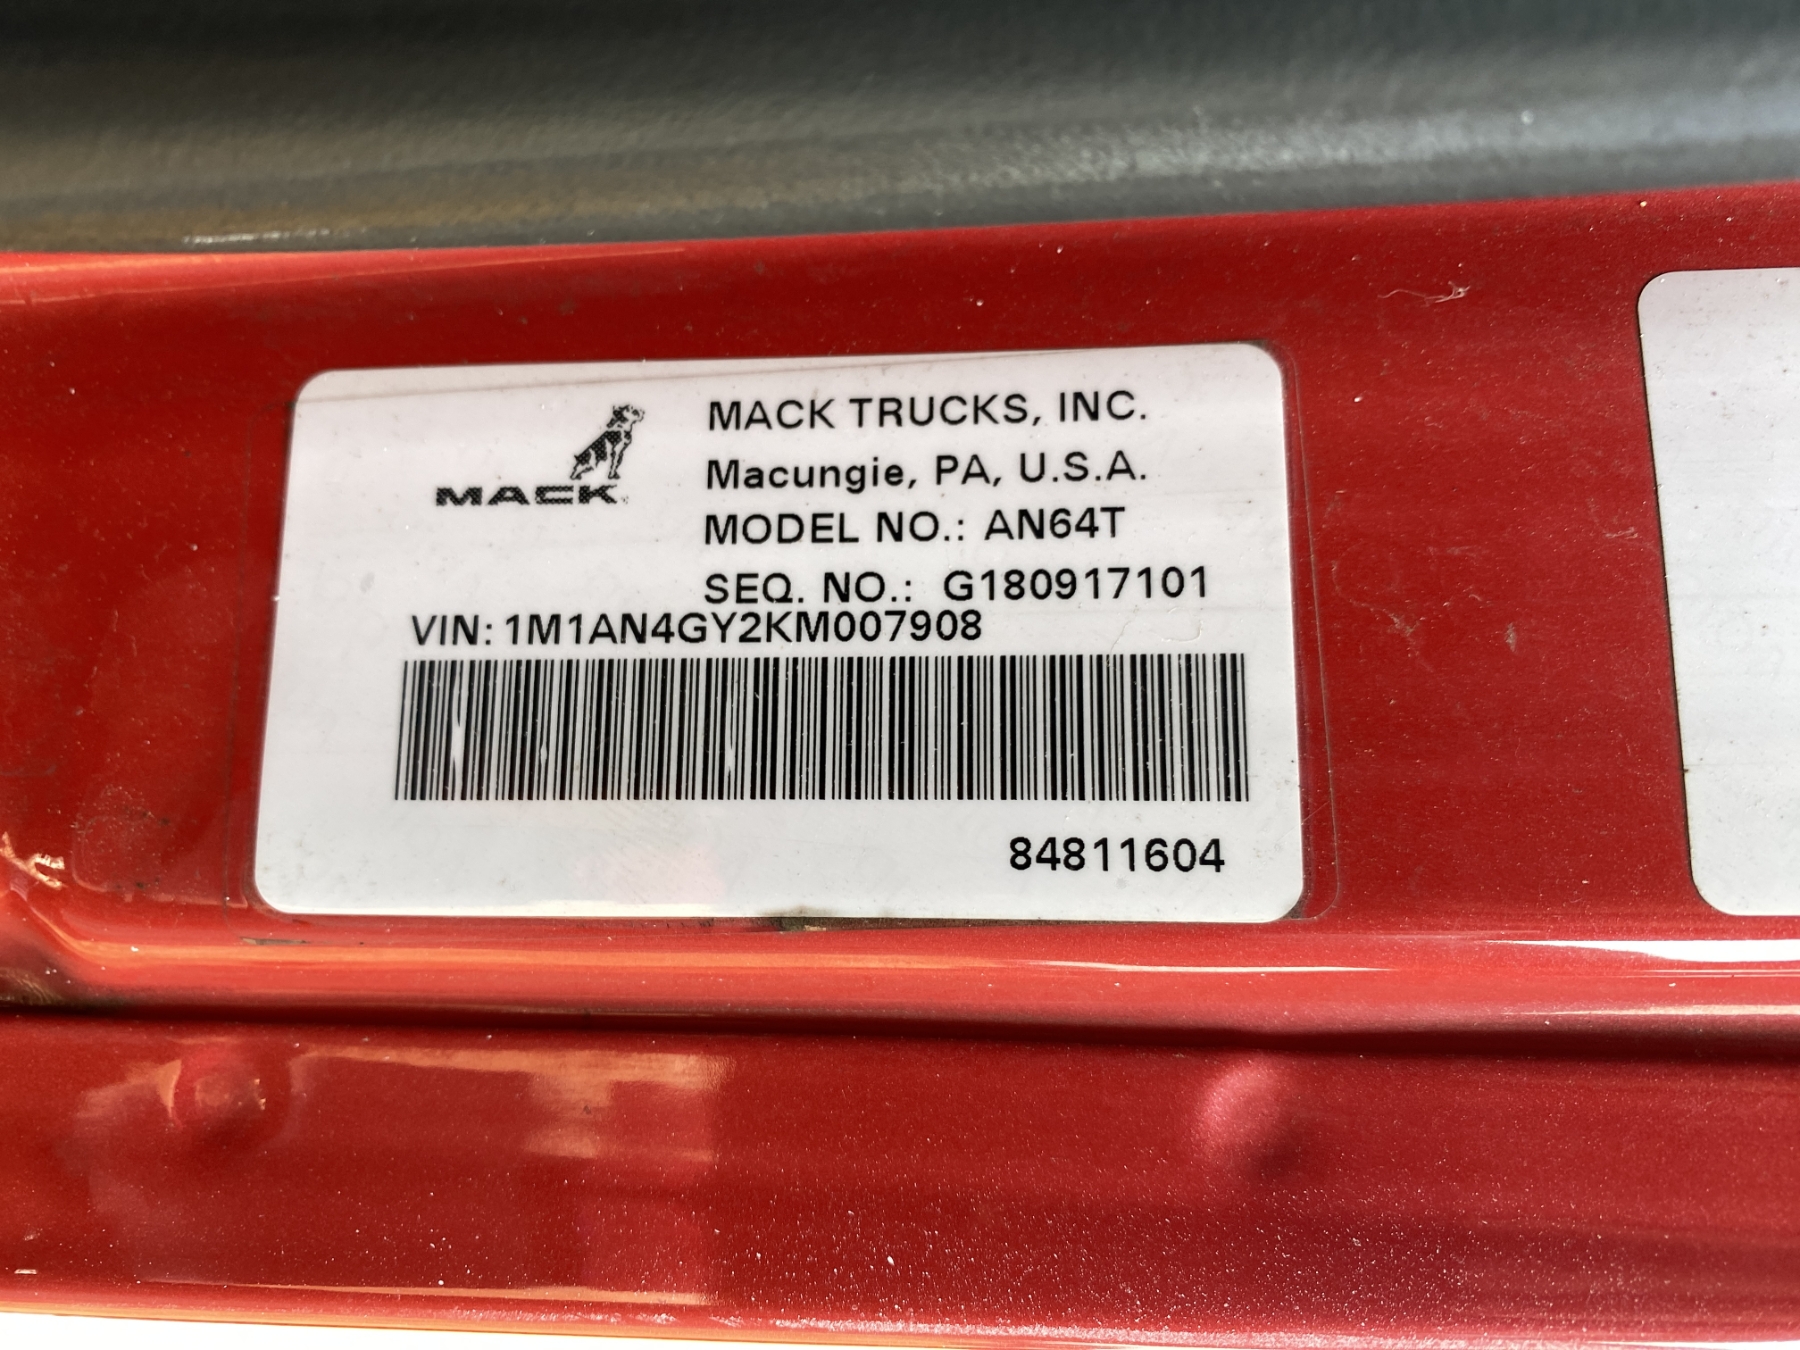 MACK
MACK TRUCKS, INC.
Macungie, PA, U.S.A.
MODEL NO.: AN64T
SEQ. NO.: G180917101
VIN: 1M1AN4GY2KM007908
84811604